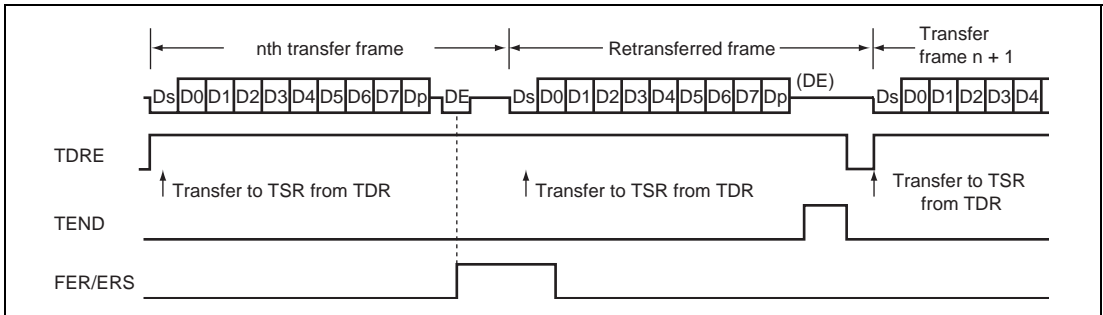 nth transfer frame
Retransferred frame
Transfer
frame n + 1
Ds D0 D1 D2 D3 D4 D5 D6 D7 Dp DE
Ds D0 D1 D2 D3 D4 D5 D6 D7 Dp (DE)
Ds D0 D1 D2 D3 D4
TDRE
Transfer to TSR from TDR
Transfer to TSR from TDR
Transfer to TSR
from TDR
TEND
FER/ERS